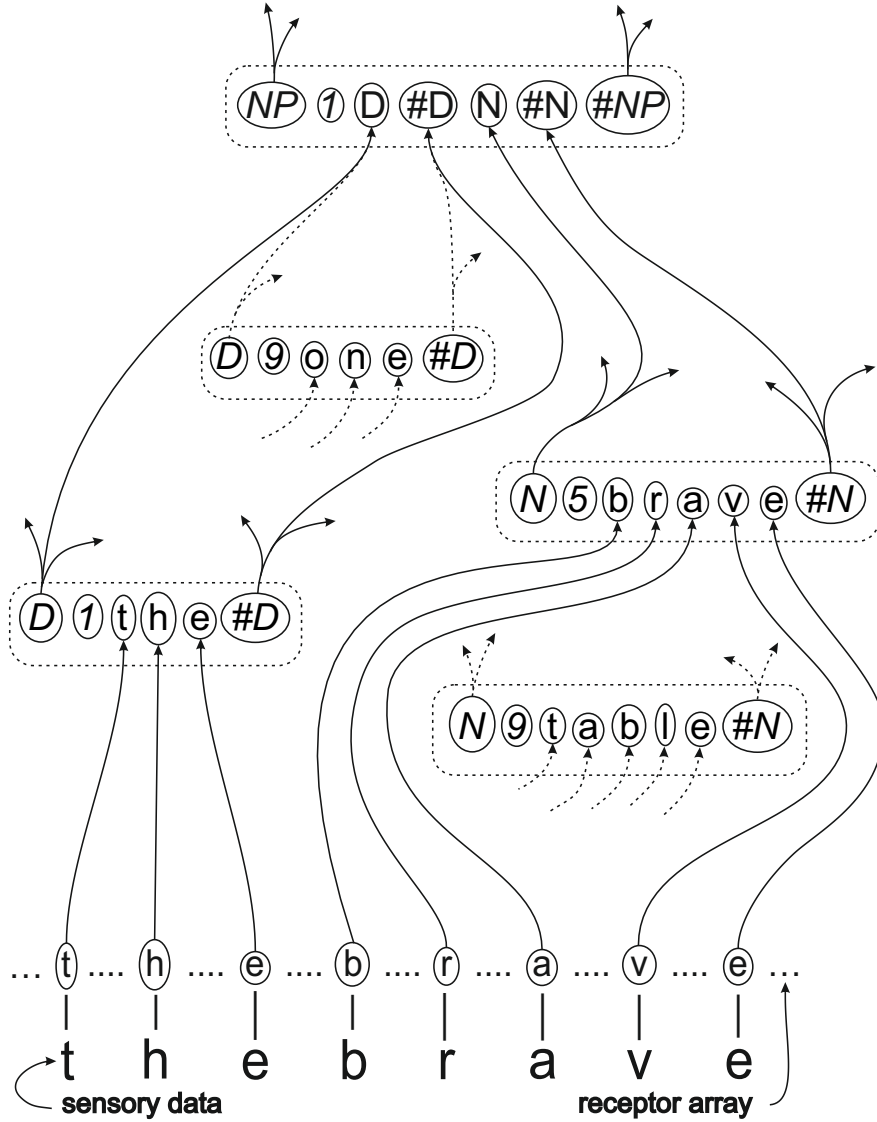 NP 1 D #D N #N #NP
D 9 o n e #D
N 5 b r a v e #N
D 1 t h e #D
N 9 t a b l e #N
... t .... h .... e .... b .... r .... a .... v .... e ...
t h e b r a v e
sensory data receptor array